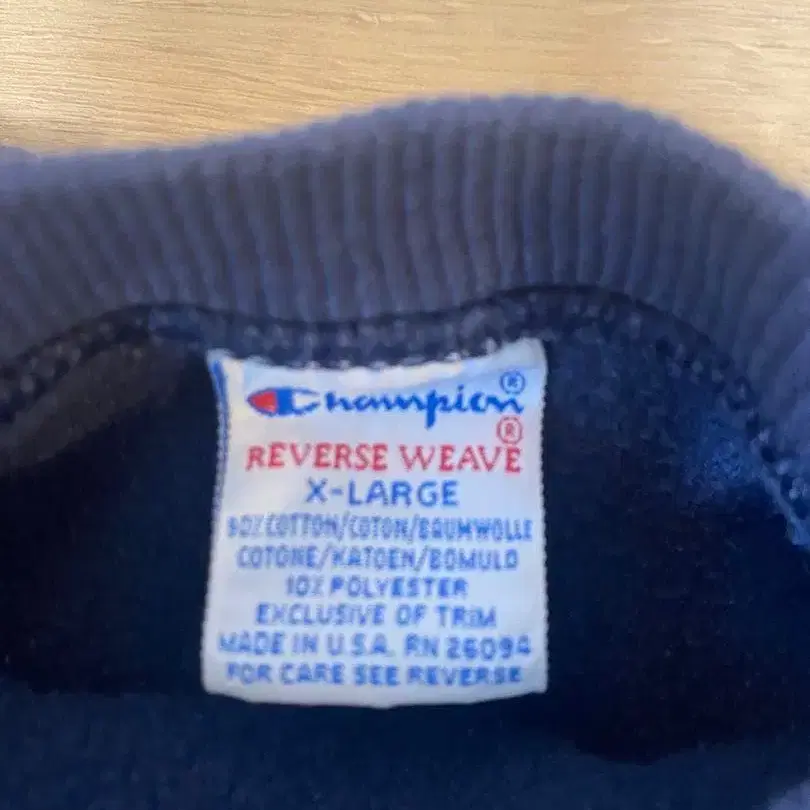 Champion®
REVERSE WEAVE®
X-LARGE
90% COTTON/COTON/BAUMWOLLE
COTONE/KATOEN/BOMULD
10% POLYESTER
EXCLUSIVE OF TRIM
MADE IN U.S.A. RN 26094
FOR CARE SEE REVERSE